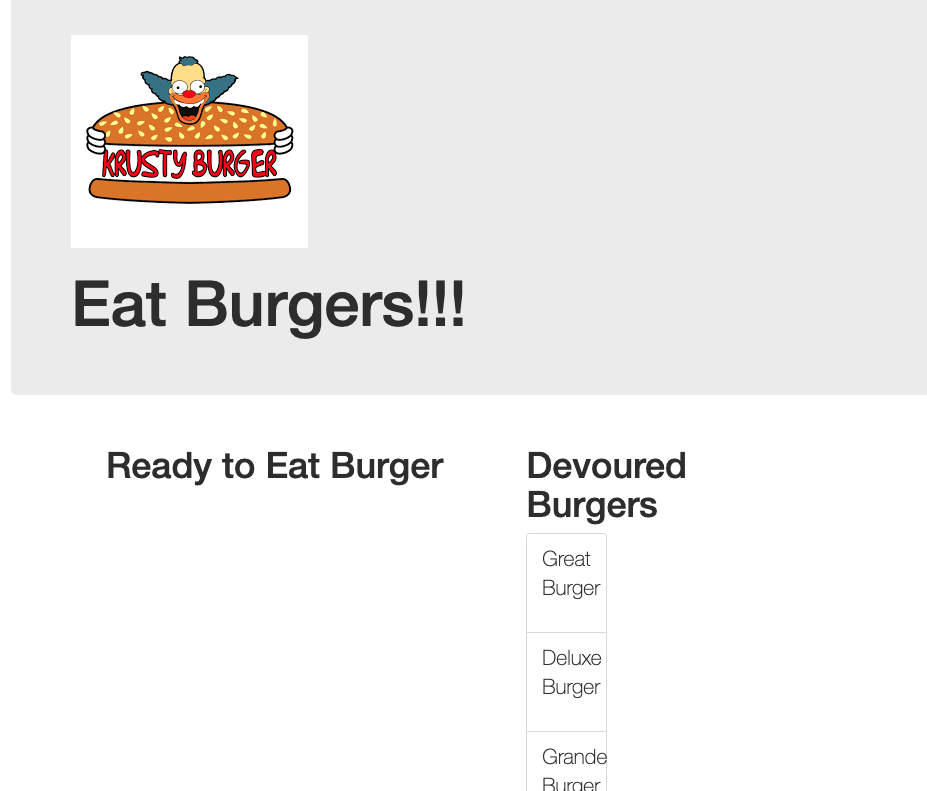 KRUSTY BURGER
Eat Burgers!!!
Ready to Eat Burger
Devoured
Burgers
Great
Burger
Deluxe
Burger
Grande
Burger